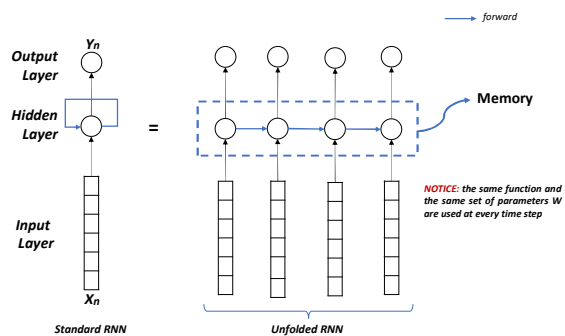 forward
Yn
Output
Layer
Hidden
Layer
=
Memory
NOTICE: the same function and
the same set of parameters W
are used at every time step
Input
Layer
Xn
Standard RNN
Unfolded RNN